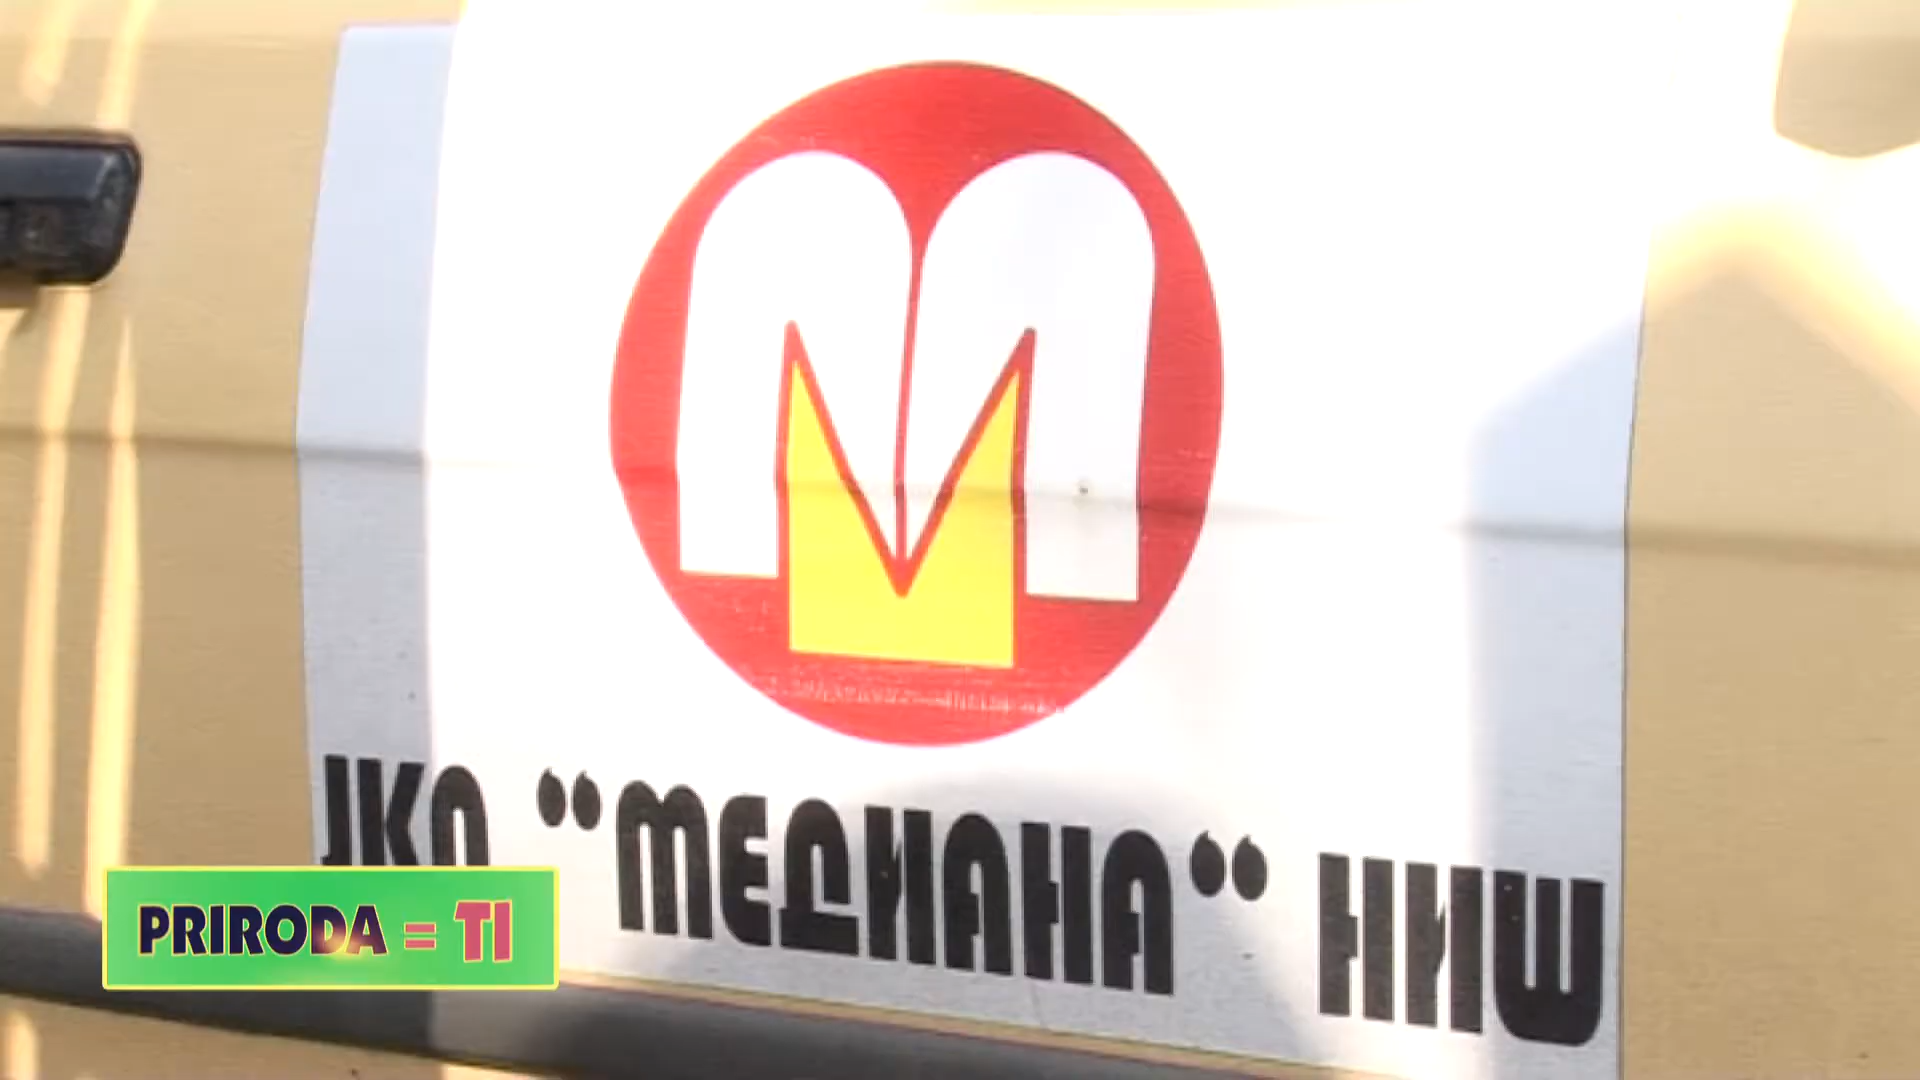 ЈКП “МЕДИАНА“ НИШ
PRIRODA = TI